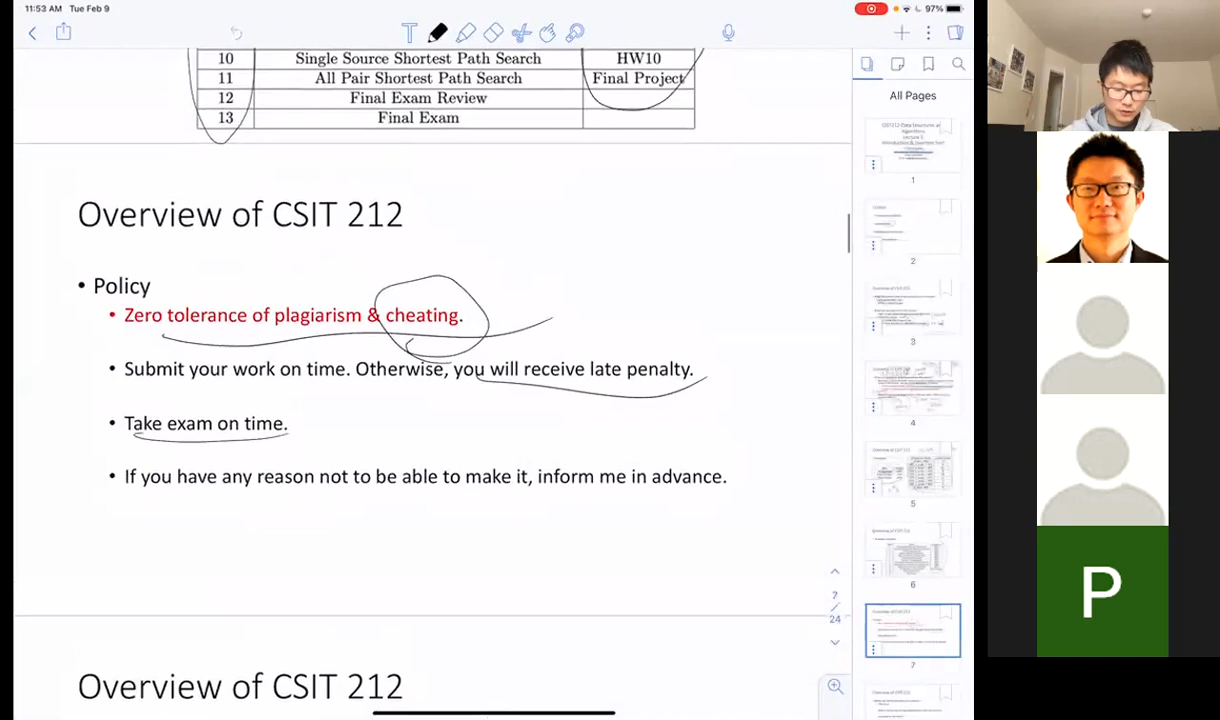 11:53 AM Tue Feb 9
97%
T
10 Single Source Shortest Path Search HW10
11 All Pair Shortest Path Search Final Project
12 Final Exam Review
13 Final Exam
Overview of CSIT 212
• Policy
• Zero tolerance of plagiarism & cheating.
• Submit your work on time. Otherwise, you will receive late penalty.
• Take exam on time.
• If you have any reason not to be able to make it, inform me in advance.
7
/
24
Overview of CSIT 212
All Pages
1
2
3
4
5
6
7
P